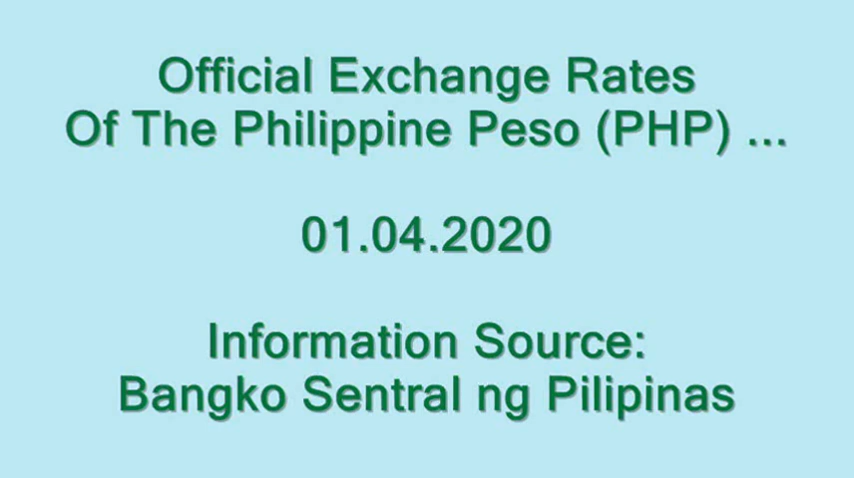 Official Exchange Rates
Of The Philippine Peso (PHP) ...
01.04.2020
Information Source:
Bangko Sentral ng Pilipinas